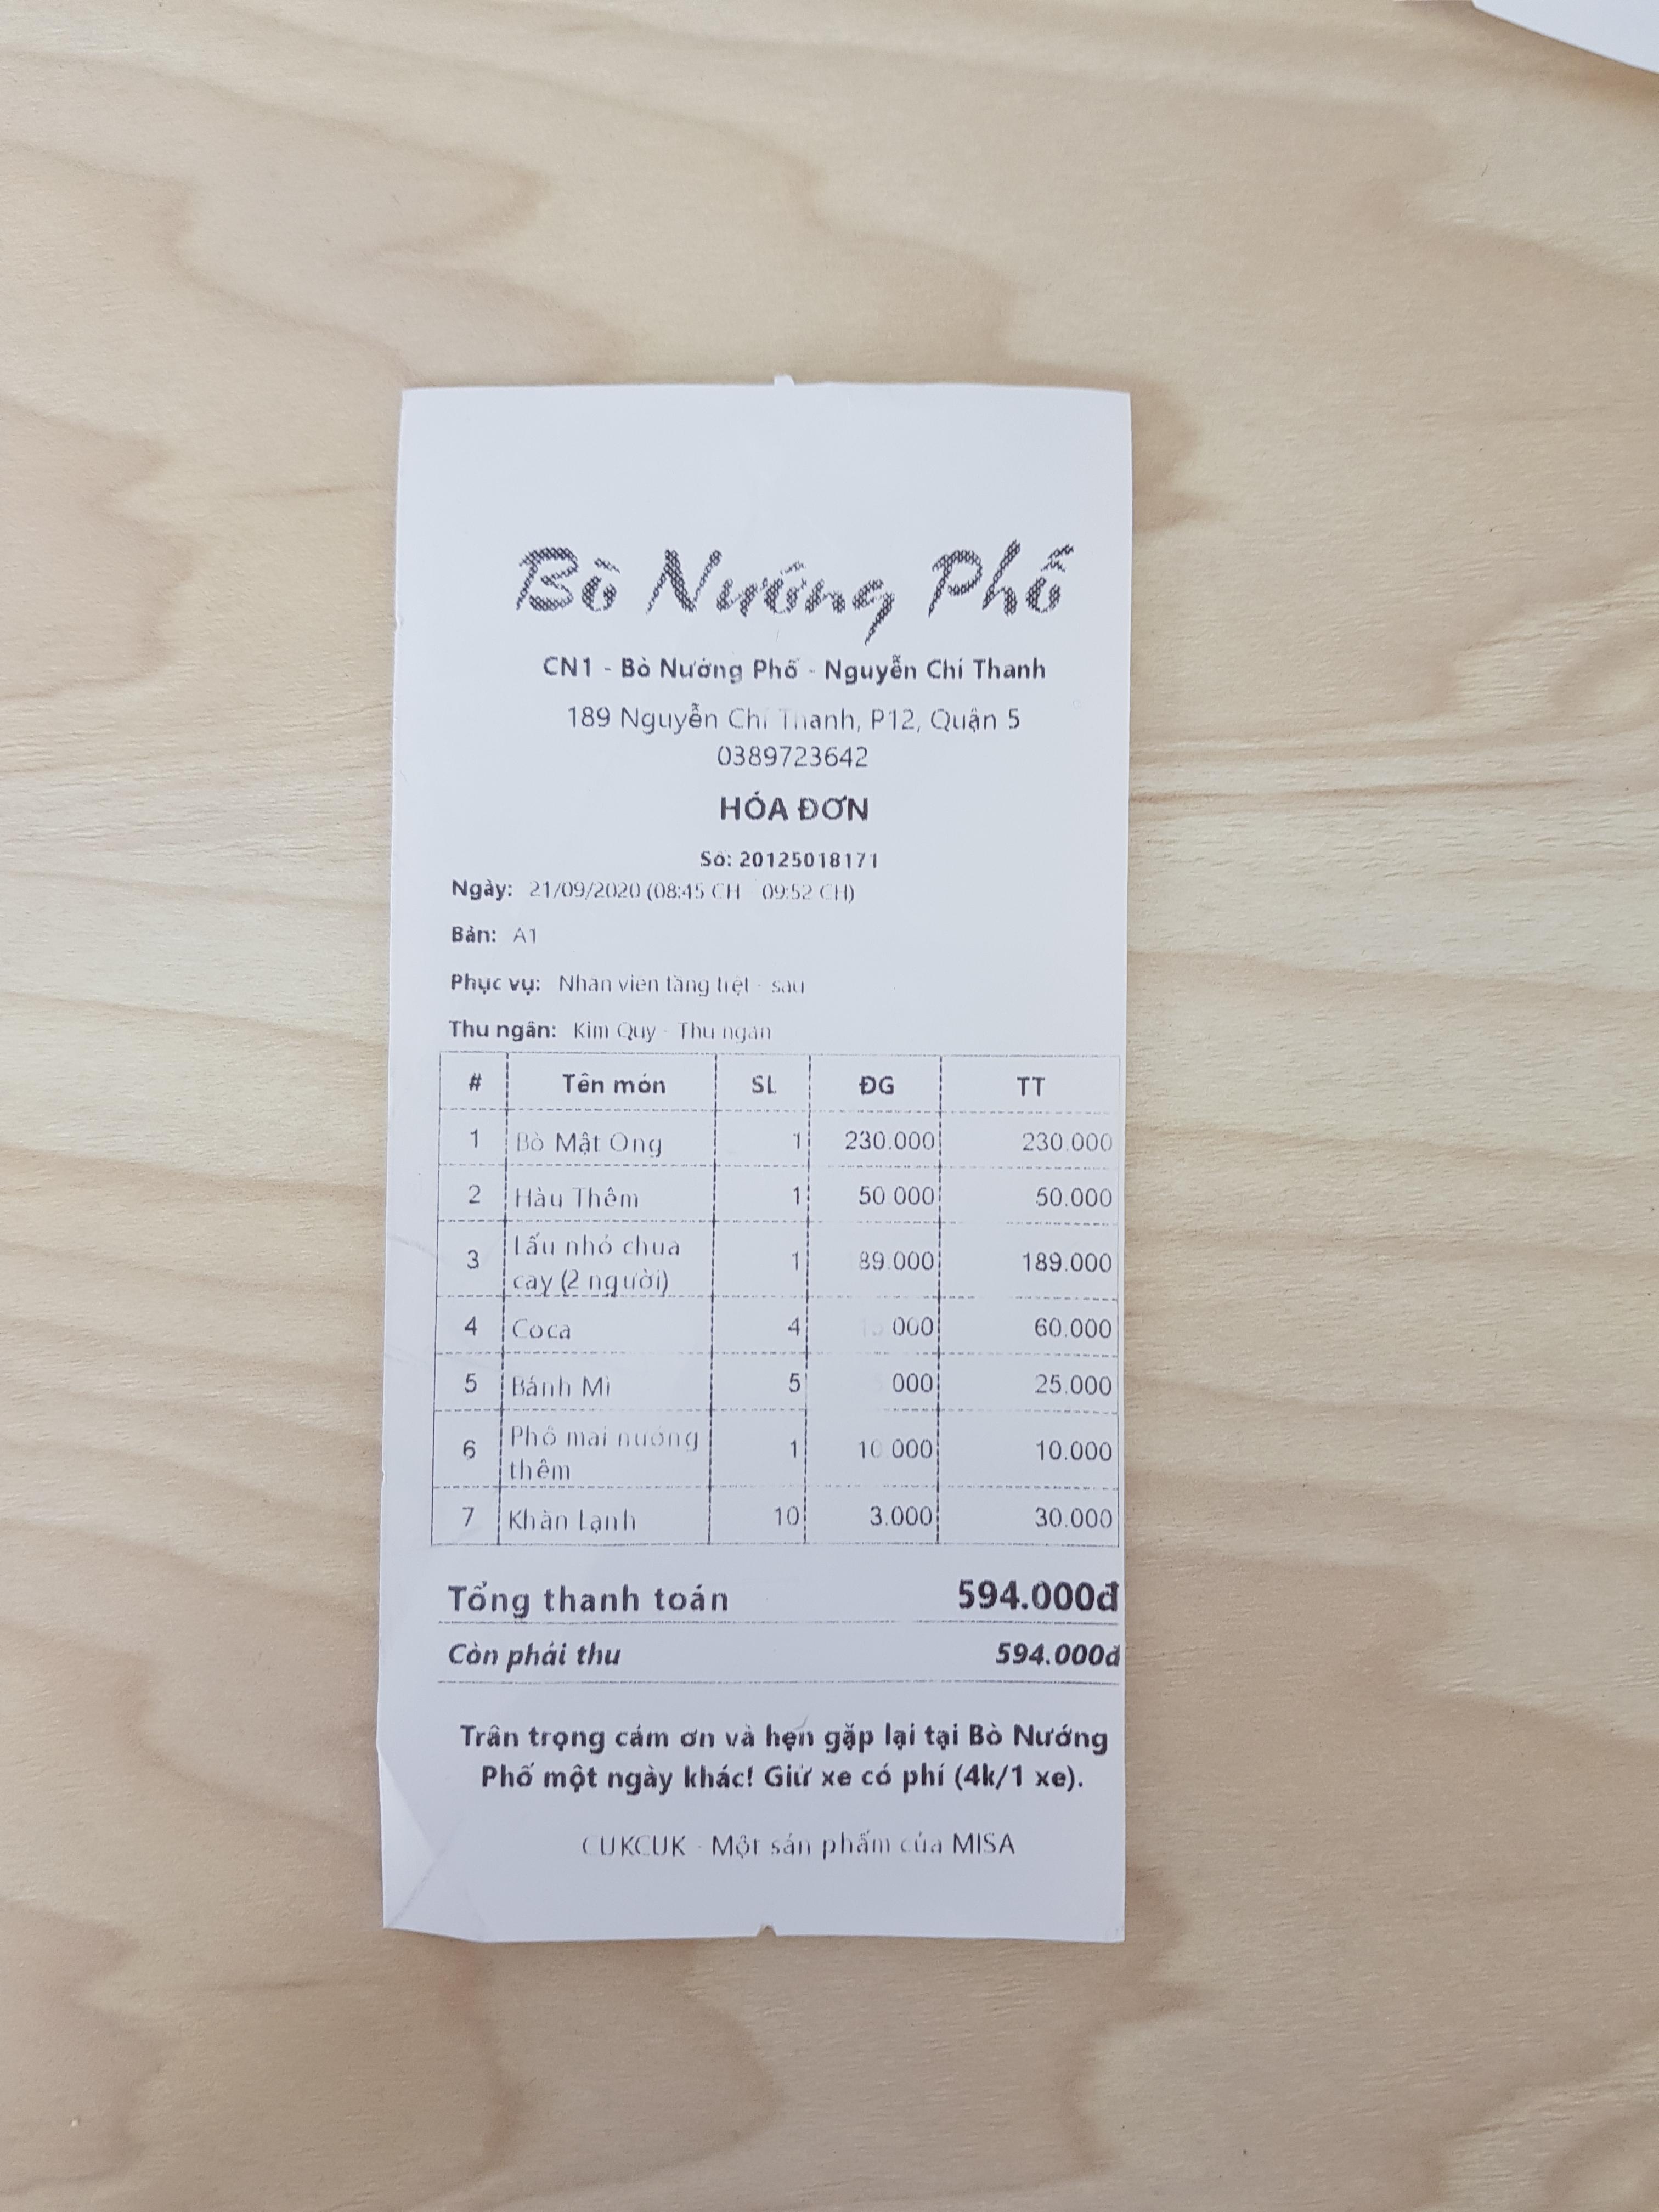 Bò Nướng Phố
CN1 - Bò Nướng Phố - Nguyễn Chí Thanh
189 Nguyễn Chí Thanh, P12, Quận 5
0389723642
HÓA ĐƠN
Số: 20125018171
Ngày: 21/09/2020 (08:45 CH 09:52 CH)
Bàn: A1
Phục vụ: Nhân viên tầng trệt - sau
Thu ngân: Kim Quy - Thu ngân
# Tên món SL ĐG TT
1 Bò Mật Ong 1 230.000 230.000
2 Hàu Thêm 1 50.000 50.000
3 Lẩu nhỏ chua cay (2 người) 1 89.000 189.000
4 Coca 4 000 60.000
5 Bánh Mì 5 000 25.000
6 Phô mai nướng thêm 1 10.000 10.000
7 Khăn Lạnh 10 3.000 30.000
Tổng thanh toán 594.000đ
Còn phải thu 594.000đ
Trân trọng cảm ơn và hẹn gặp lại tại Bò Nướng
Phố một ngày khác! Giữ xe có phí (4k/1 xe).
CUKCUK - Một sản phẩm của MISA